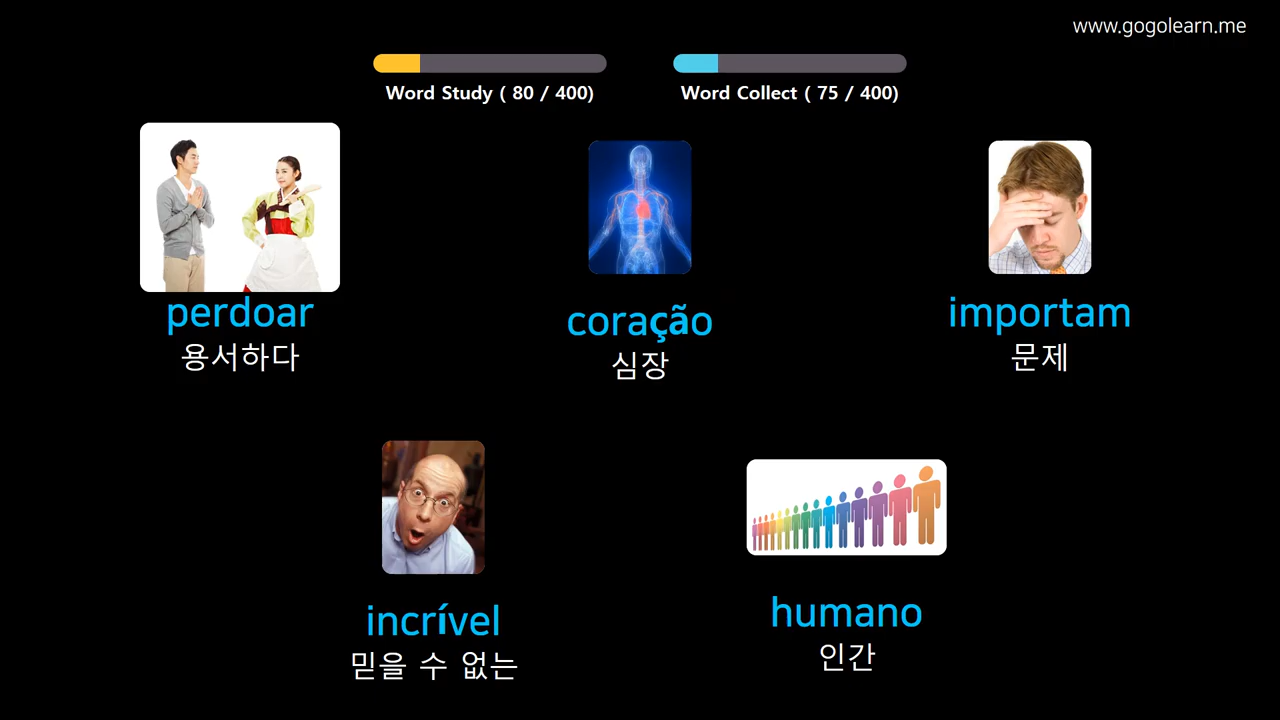 www.gogolearn.me
Word Study ( 80 / 400)
Word Collect ( 75 / 400)
perdoar
용서하다
coração
심장
importam
문제
incrível
믿을 수 없는
humano
인간